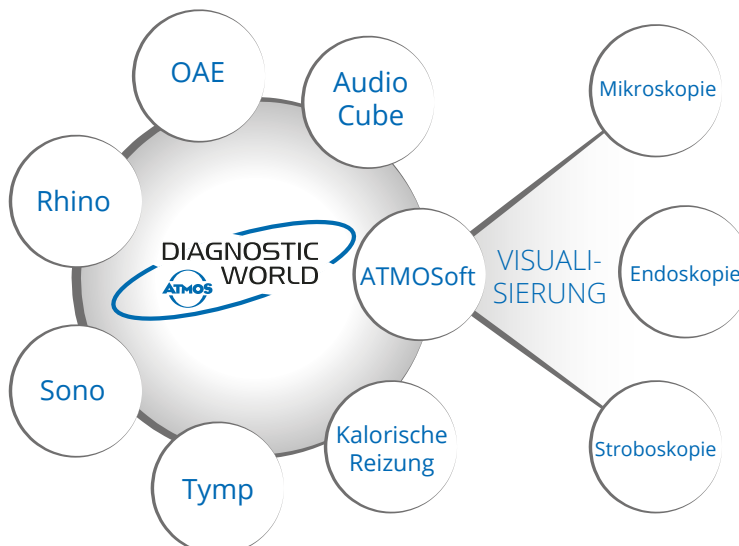 OAE
Audio
Cube
Mikroskopie
Rhino
DIAGNOSTIC
WORLD
ATMOS
ATMOSoft
VISUALI-
SIERUNG
Endoskopie
Sono
Kalorische
Reizung
Stroboskopie
Tymp